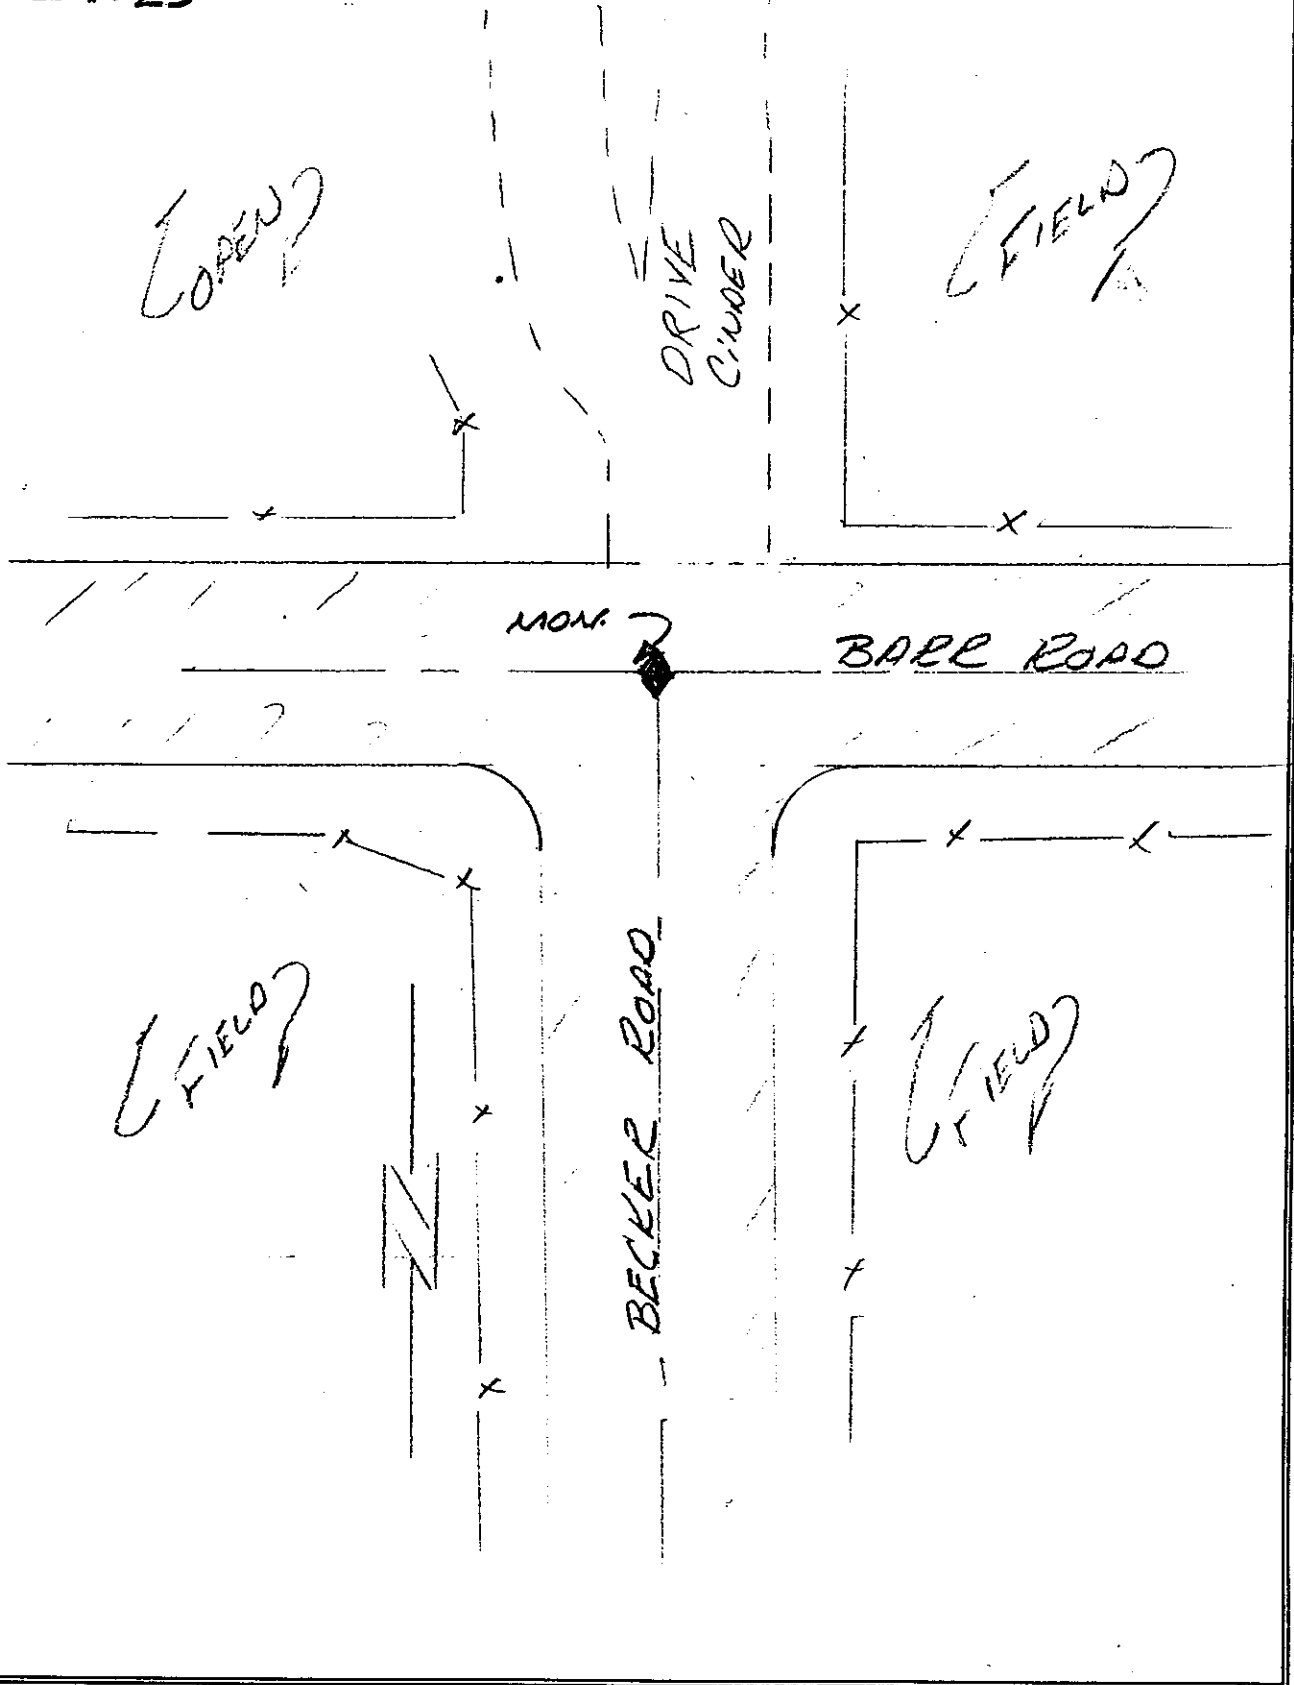 OPEN
FIELD
DRIVE
CINDER
MON.
BARR ROAD
FIELD
BECKER ROAD
FIELD
N